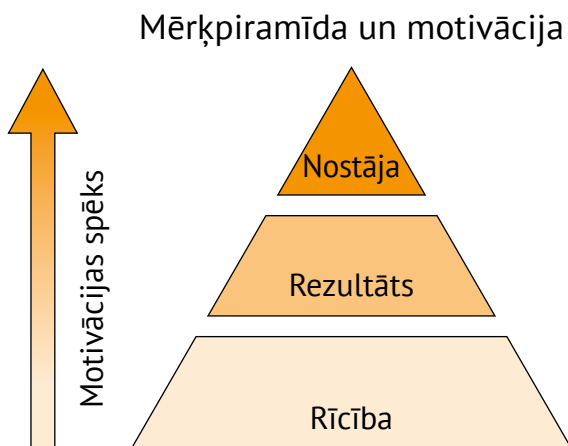 Mērķpiramīda un motivācija
Nostāja
Rezultāts
Rīcība
Motivācijas spēks